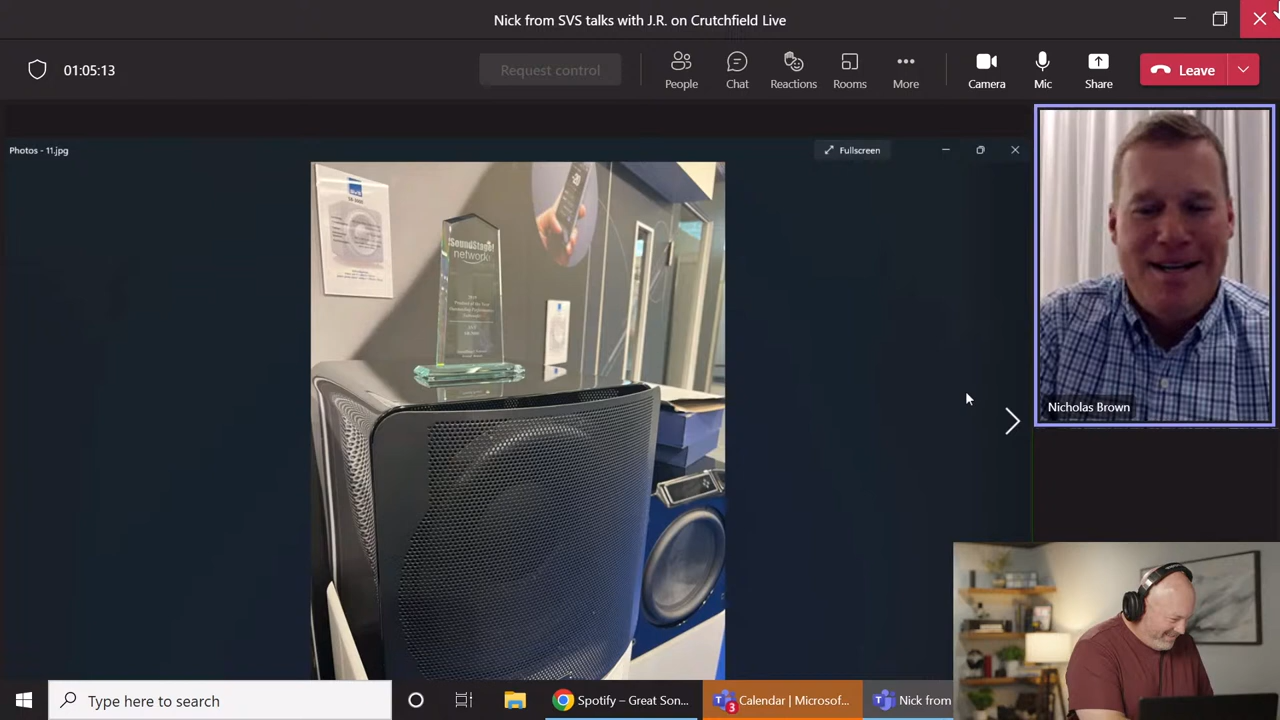 Nick from SVS talks with J.R. on Crutchfield Live
01:05:13
Request control
People
Chat
Reactions
Rooms
More
Camera
Mic
Share
Leave
Photos - 11.jpg
Fullscreen
SVS
SoundStage!
network
Nicholas Brown
Type here to search
Spotify – Great Son...
3
Calendar | Microsof...
Nick from